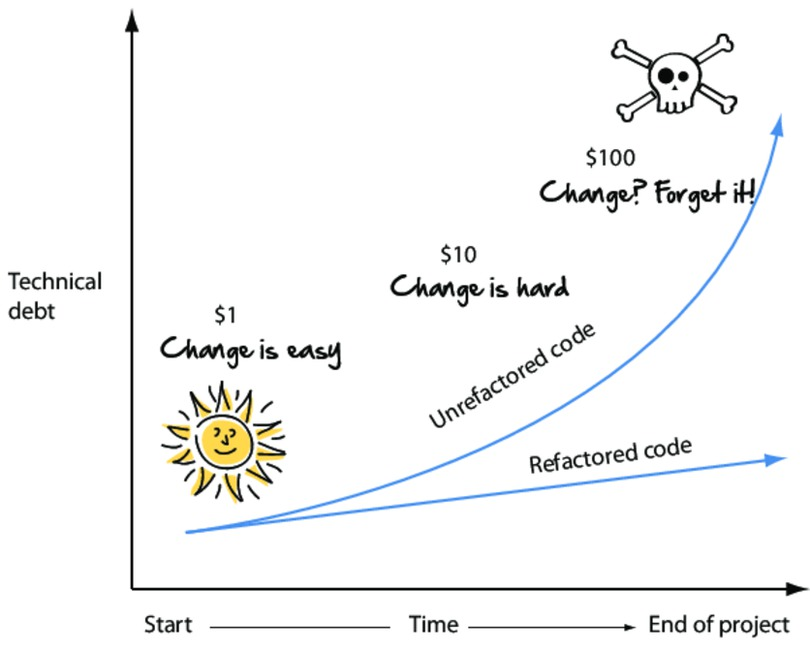 $100
Change? Forget it!
$10
Change is hard
Technical
debt
$1
Change is easy
Unrefactored code
Refactored code
Start
Time
End of project